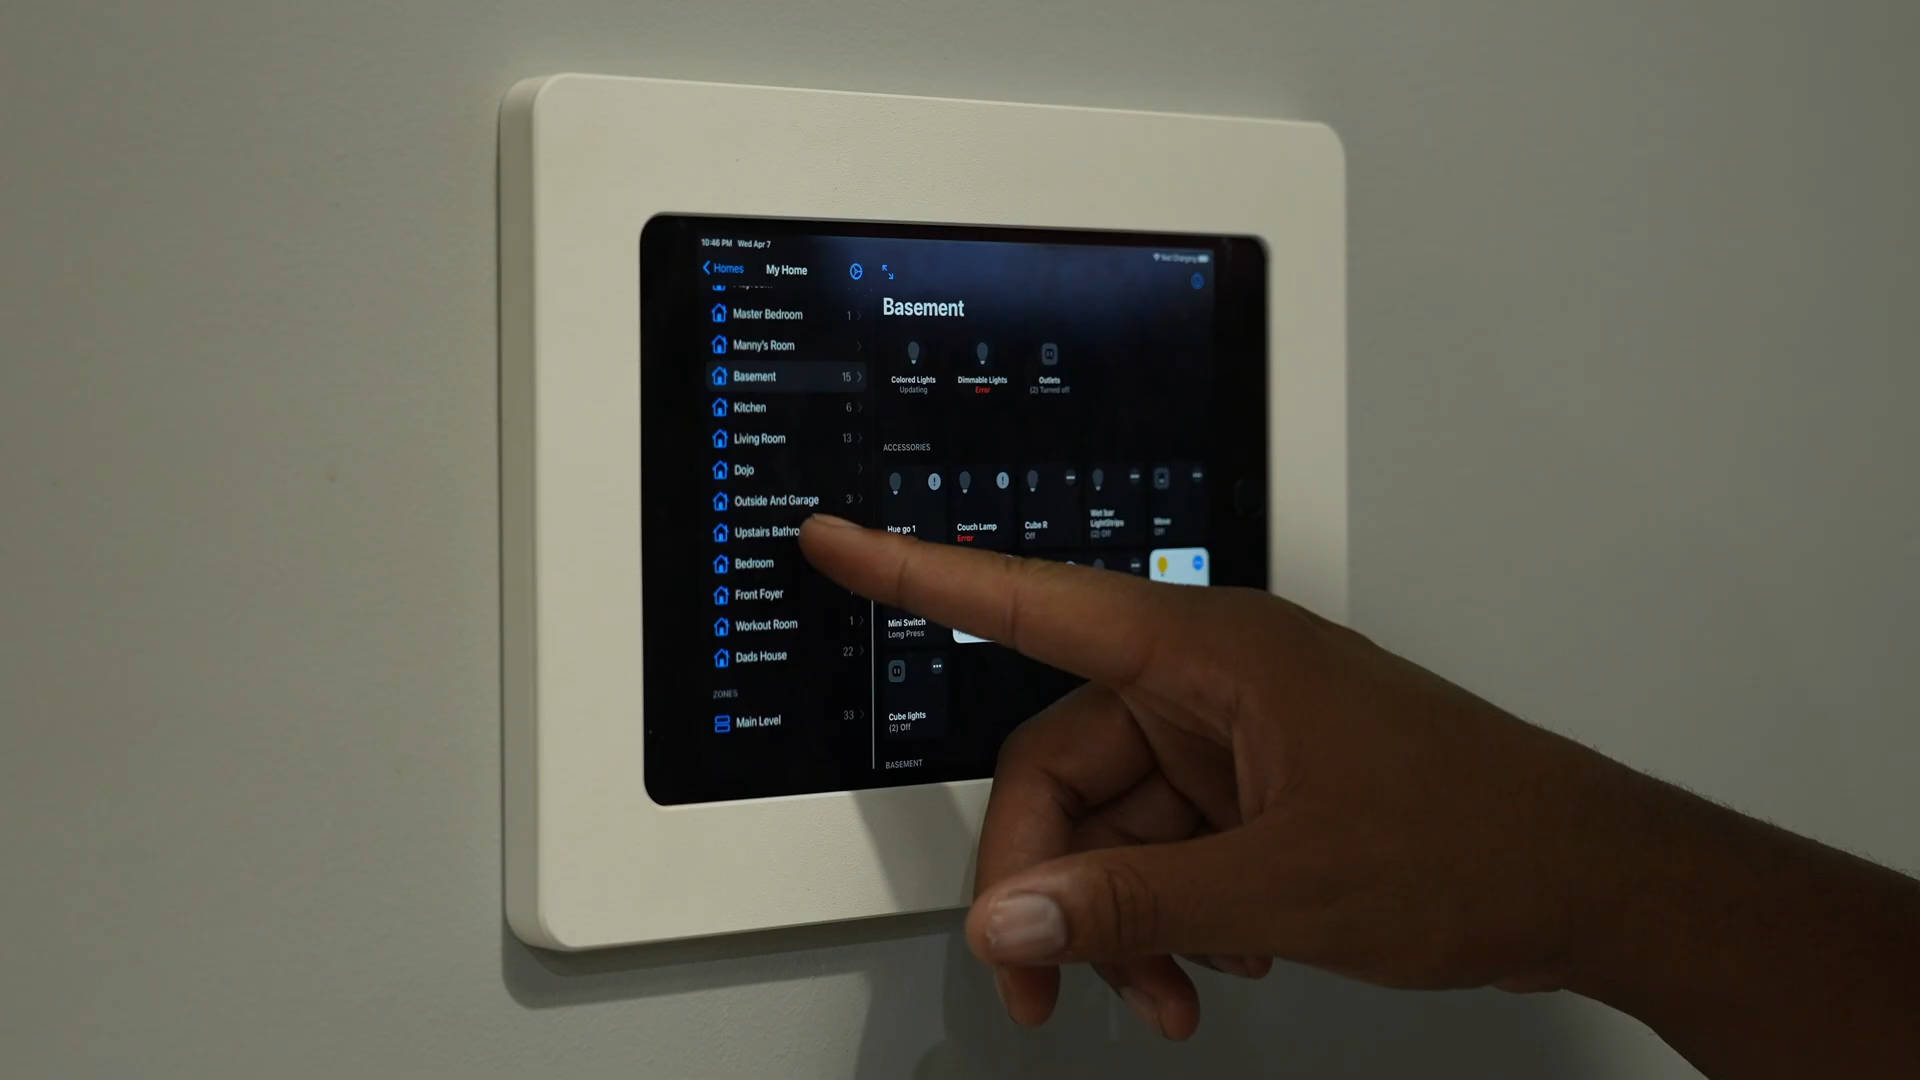 10:46 PM Wed Apr 7
Not Charging
Homes
My Home
Master Bedroom 1
Manny's Room
Basement 15
Kitchen 6
Living Room 13
Dojo
Outside And Garage 3
Upstairs Bathro
Bedroom
Front Foyer
Workout Room 1
Dads House 22
ZONES
Main Level 33
Basement
Colored Lights
Updating
Dimmable Lights
Error
Outlets
(2) Turned off
ACCESSORIES
Hue go 1
Couch Lamp
Error
Cube R
Off
Wet bar
LightStrips
(2) Off
Off
Mini Switch
Long Press
Cube lights
(2) Off
BASEMENT